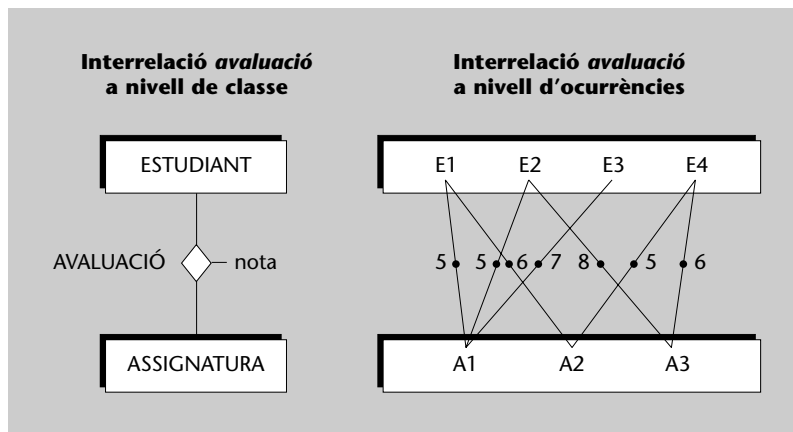 Interrelació avaluació
a nivell de classe
Interrelació avaluació
a nivell d'ocurrències
ESTUDIANT
E1 E2 E3 E4
AVALUACIÓ nota
5 5 6 7 8 5 6
ASSIGNATURA
A1 A2 A3